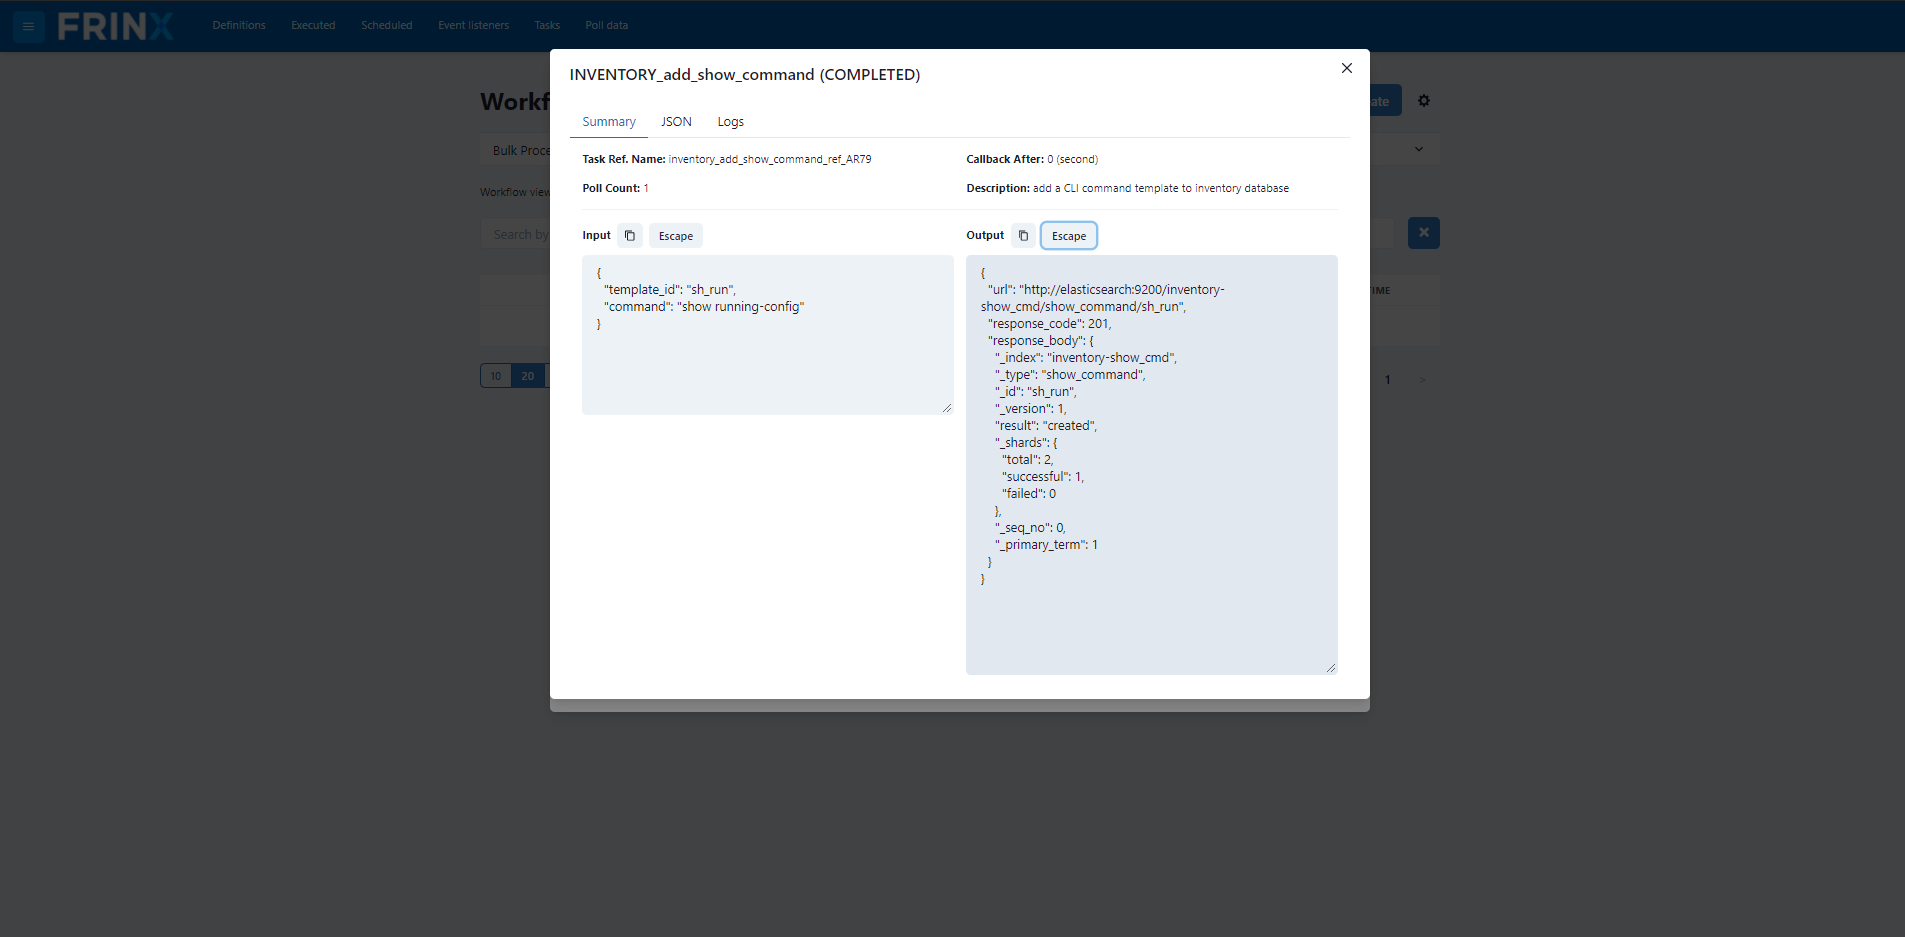 FRINX
Definitions
Executed
Scheduled
Event listeners
Tasks
Poll data
INVENTORY_add_show_command (COMPLETED)
Workf
ate
Summary
JSON
Logs
Bulk Proce
Task Ref. Name: inventory_add_show_command_ref_AR79
Callback After: 0 (second)
Workflow view
Poll Count: 1
Description: add a CLI command template to inventory database
Search by
Input
Escape
Output
Escape
{
"template_id": "sh_run",
"command": "show running-config"
}
{
"url": "http://elasticsearch:9200/inventory-
show_cmd/show_command/sh_run",
"response_code": 201,
"response_body": {
"_index": "inventory-show_cmd",
"_type": "show_command",
"_id": "sh_run",
"_version": 1,
"result": "created",
"_shards": {
"total": 2,
"successful": 1,
"failed": 0
},
"_seq_no": 0,
"_primary_term": 1
}
}
TIME
10
20
1
>